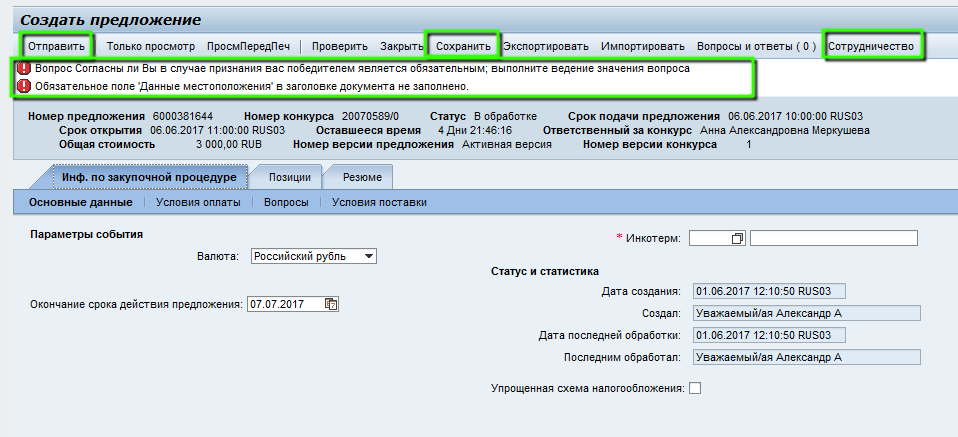 Создать предложение
Отправить Только просмотр ПросмПередПеч Проверить Закрыть Сохранить Экспортировать Импортировать Вопросы и ответы ( 0 ) Сотрудничество
Вопрос Согласны ли Вы в случае признания вас победителем является обязательным; выполните ведение значения вопроса
Обязательное поле 'Данные местоположения' в заголовке документа не заполнено.
Номер предложения 6000381644 Номер конкурса 20070589/0 Статус В обработке Срок подачи предложения 06.06.2017 10:00:00 RUS03
Срок открытия 06.06.2017 11:00:00 RUS03 Оставшееся время 4 Дни 21:46:16 Ответственный за конкурс Анна Александровна Меркушева
Общая стоимость 3 000,00 RUB Номер версии предложения Активная версия Номер версии конкурса 1
Инф. по закупочной процедуре Позиции Резюме
Основные данные Условия оплаты Вопросы Условия поставки
Параметры события
* Инкотерм:
Валюта: Российский рубль
Статус и статистика
Дата создания: 01.06.2017 12:10:50 RUS03
Окончание срока действия предложения: 07.07.2017
Создал: Уважаемый/ая Александр А
Дата последней обработки: 01.06.2017 12:10:50 RUS03
Последним обработал: Уважаемый/ая Александр А
Упрощенная схема налогообложения: